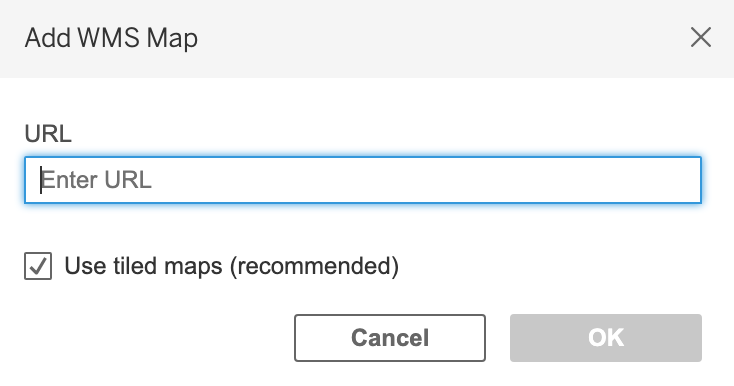 Add WMS Map
URL
Enter URL
Use tiled maps (recommended)
Cancel OK